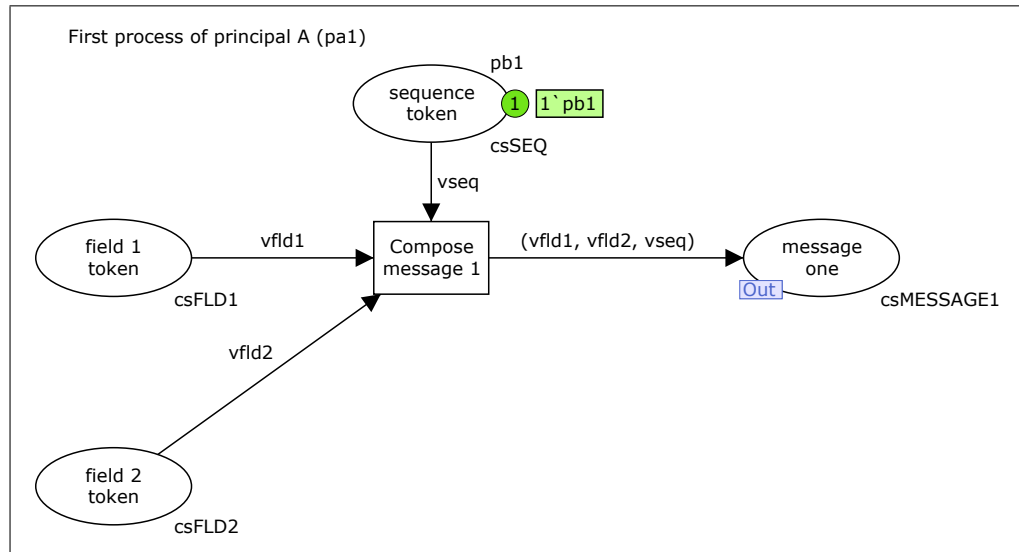 First process of principal A (pa1)
pb1
sequence
token
1
1`pb1
csSEQ
vseq
field 1
token
vfld1
Compose
message 1
(vfld1, vfld2, vseq)
message
one
Out
csFLD1
csMESSAGE1
vfld2
field 2
token
csFLD2